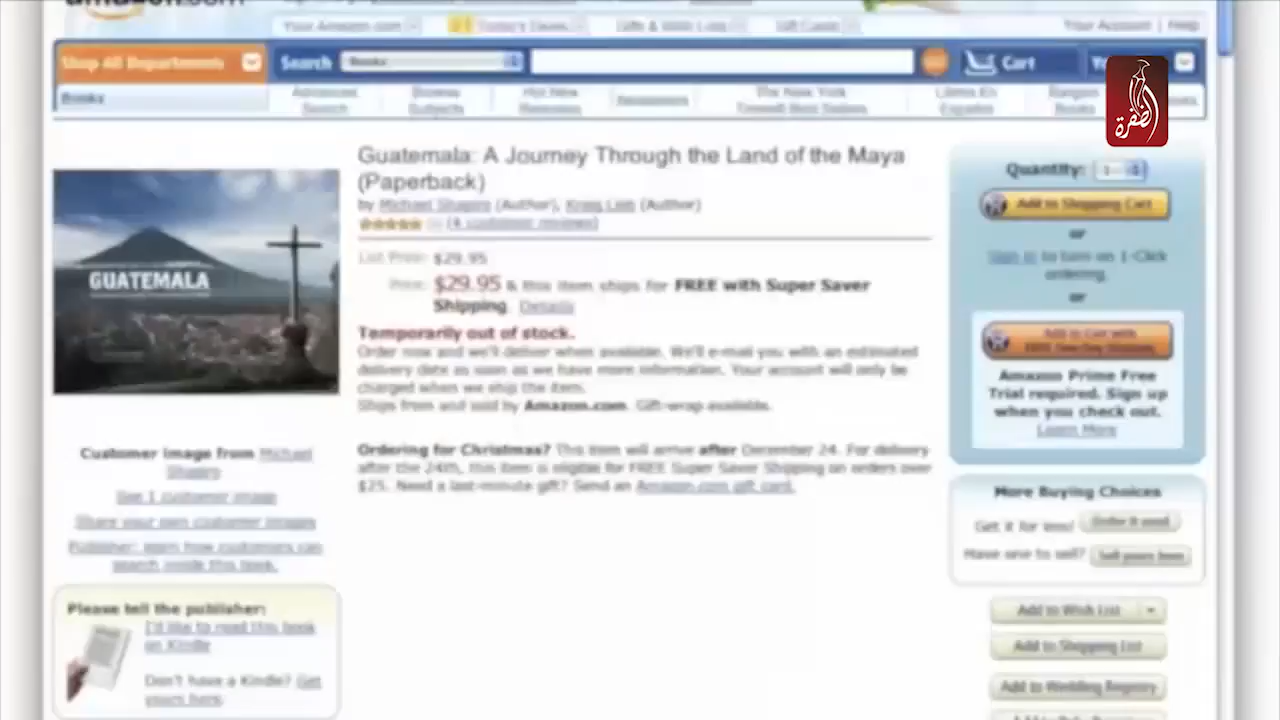 amazon.com
Your Amazon.com
Today's Deals
Gifts & Wish Lists
Gift Cards
Your Account | Help
Shop All Departments
Search
Books
Cart
الظفرة
Books
Advanced Search
Browse Subjects
Hot New Releases
The New York Times® Best Sellers
Libros En Español
Bargain Books
Guatemala: A Journey Through the Land of the Maya
(Paperback)
by Michael Shapiro (Author), (Author)
(4 customer reviews)
List Price: $29.95
Price: $29.95 & this item ships for FREE with Super Saver
Shipping. Details
Temporarily out of stock.
Order now and we'll deliver when available. We'll e-mail you with an estimated
delivery date as soon as we have more information. Your account will only be
charged when we ship the item.
Ships from and sold by Amazon.com. Gift-wrap available.
Ordering for Christmas? This item will arrive after December 24. For delivery
after the 24th, this item is eligible for FREE Super Saver Shipping on orders over
$25. Need a last-minute gift? Send an Amazon.com gift card.
GUATEMALA
Customer image from Michael
Shapiro
See 1 customer image
Share your own customer images
Publisher: learn how customers can
search inside this book.
Please tell the publisher:
I'd like to read this book
on Kindle
Don't have a Kindle? Get
yours here.
Quantity: 1
Add to Shopping Cart
or
Sign in to turn on 1-Click
ordering.
or
Add to Cart with
FREE Two-Day Shipping
Amazon Prime Free
Trial required. Sign up
when you check out.
Learn More
More Buying Choices
Get it for less! Order it used
Have one to sell? Sell yours here
Add to Wish List
Add to Shopping List
Add to Wedding Registry